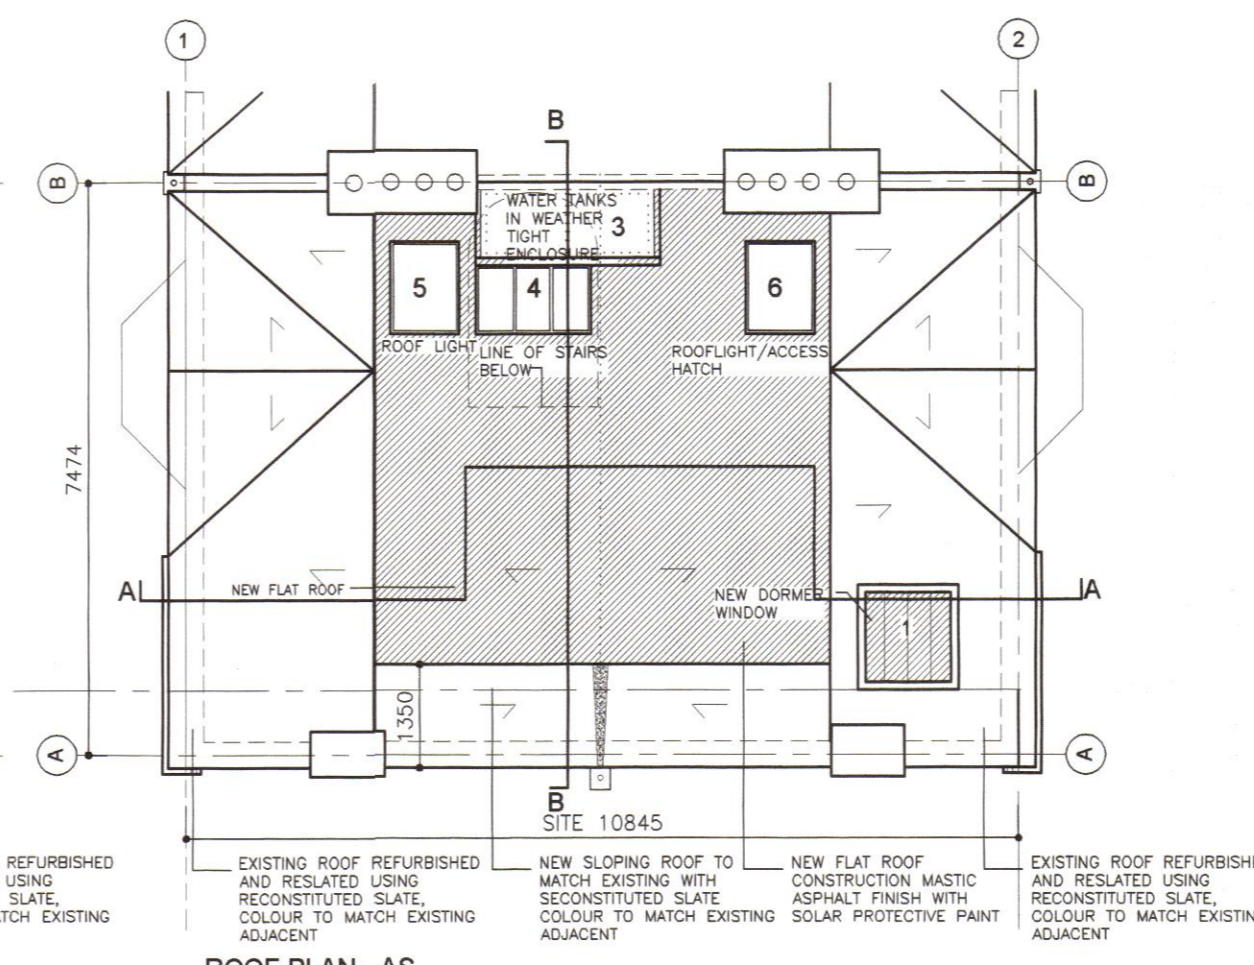 1
2
B
B
B
WATER TANKS
IN WEATHER
TIGHT
ENCLOSURE
3
5
4
6
ROOF LIGHT
LINE OF STAIRS
BELOW
ROOFLIGHT/ACCESS
HATCH
7474
A
NEW FLAT ROOF
NEW DORMER
WINDOW
1
A
1350
A
A
B
SITE 10845
REFURBISHED
USING
SLATE,
ATCH EXISTING
EXISTING ROOF REFURBISHED
AND RESLATED USING
RECONSTITUTED SLATE,
COLOUR TO MATCH EXISTING
ADJACENT
NEW SLOPING ROOF TO
MATCH EXISTING WITH
SECONSTITUTED SLATE
COLOUR TO MATCH EXISTING
ADJACENT
NEW FLAT ROOF
CONSTRUCTION MASTIC
ASPHALT FINISH WITH
SOLAR PROTECTIVE PAINT
EXISTING ROOF REFURBISHE
AND RESLATED USING
RECONSTITUTED SLATE,
COLOUR TO MATCH EXISTIN
ADJACENT
ROOF PLAN - AS